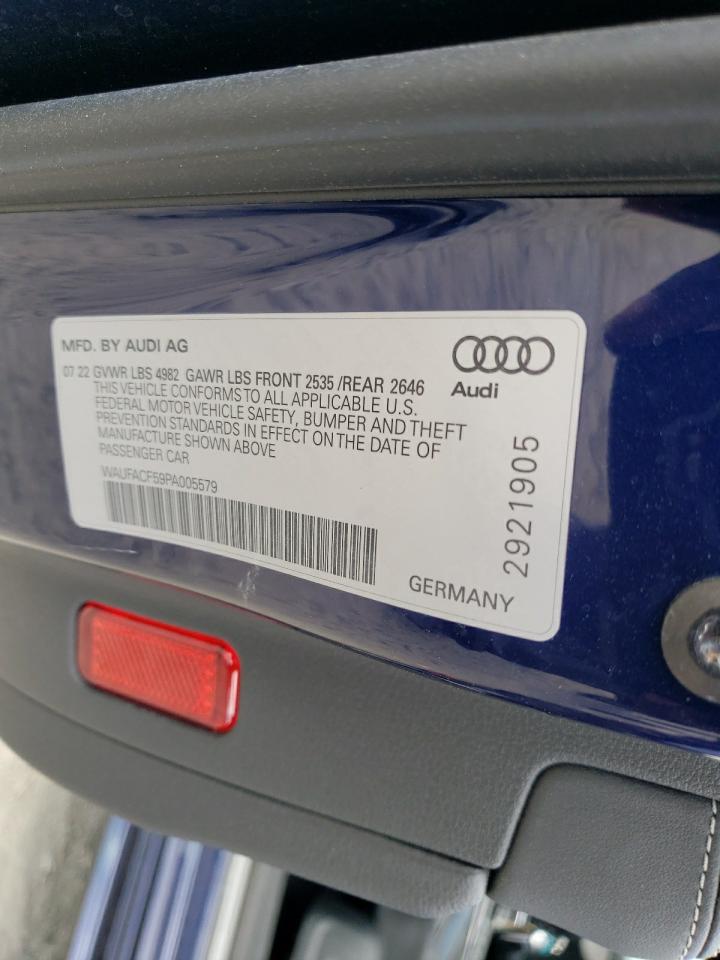 MFD. BY AUDI AG
07 22 GVWR LBS 4982 GAWR LBS FRONT 2535 /REAR 2646
THIS VEHICLE CONFORMS TO ALL APPLICABLE U.S.
FEDERAL MOTOR VEHICLE SAFETY, BUMPER AND THEFT
PREVENTION STANDARDS IN EFFECT ON THE DATE OF
MANUFACTURE SHOWN ABOVE
PASSENGER CAR
WAUFACF59PA005579
Audi
2921905
GERMANY